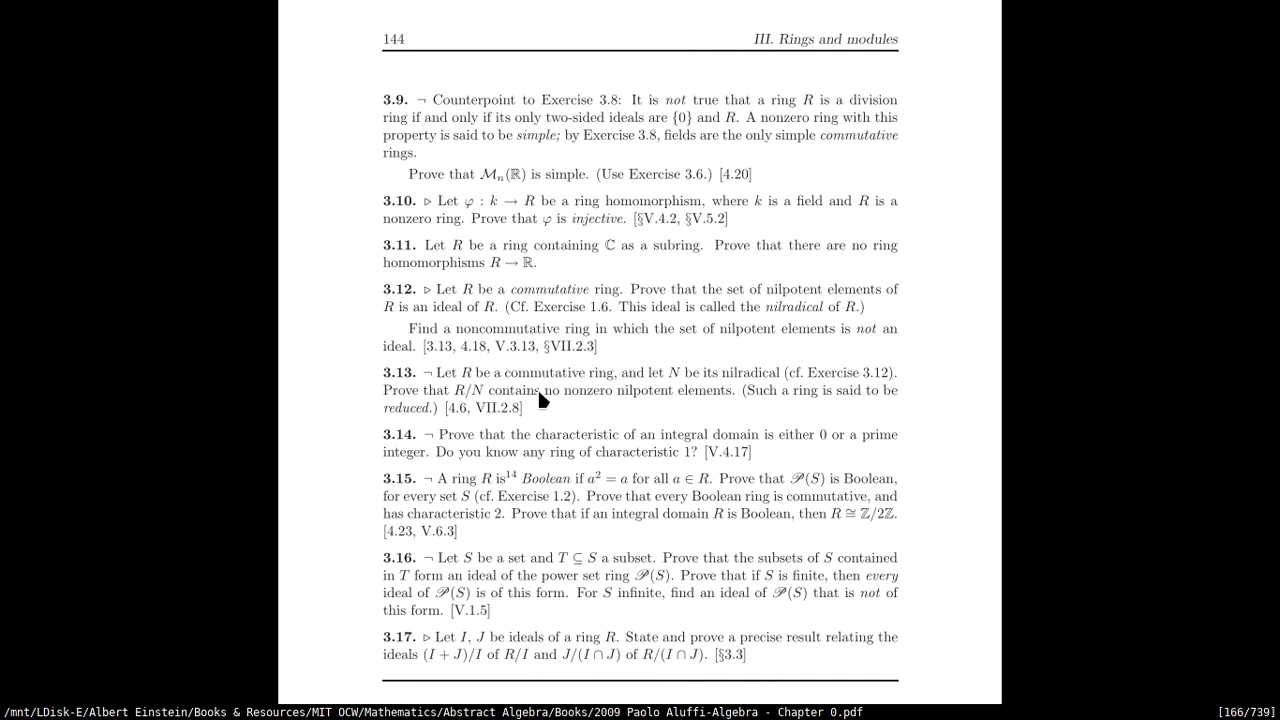 144 III. Rings and modules
3.9. ¬ Counterpoint to Exercise 3.8: It is not true that a ring R is a division
ring if and only if its only two-sided ideals are {0} and R. A nonzero ring with this
property is said to be simple; by Exercise 3.8, fields are the only simple commutative
rings.
Prove that ℳₙ(ℝ) is simple. (Use Exercise 3.6.) [4.20]
3.10. ▹ Let φ : k → R be a ring homomorphism, where k is a field and R is a
nonzero ring. Prove that φ is injective. [§V.4.2, §V.5.2]
3.11. Let R be a ring containing ℂ as a subring. Prove that there are no ring
homomorphisms R → ℝ.
3.12. ▹ Let R be a commutative ring. Prove that the set of nilpotent elements of
R is an ideal of R. (Cf. Exercise 1.6. This ideal is called the nilradical of R.)
Find a noncommutative ring in which the set of nilpotent elements is not an
ideal. [3.13, 4.18, V.3.13, §VII.2.3]
3.13. ¬ Let R be a commutative ring, and let N be its nilradical (cf. Exercise 3.12).
Prove that R/N contains no nonzero nilpotent elements. (Such a ring is said to be
reduced.) [4.6, VII.2.8]
3.14. ¬ Prove that the characteristic of an integral domain is either 0 or a prime
integer. Do you know any ring of characteristic 1? [V.4.17]
3.15. ¬ A ring R is¹⁴ Boolean if a² = a for all a ∈ R. Prove that 𝒫(S) is Boolean,
for every set S (cf. Exercise 1.2). Prove that every Boolean ring is commutative, and
has characteristic 2. Prove that if an integral domain R is Boolean, then R ≅ ℤ/2ℤ.
[4.23, V.6.3]
3.16. ¬ Let S be a set and T ⊆ S a subset. Prove that the subsets of S contained
in T form an ideal of the power set ring 𝒫(S). Prove that if S is finite, then every
ideal of 𝒫(S) is of this form. For S infinite, find an ideal of 𝒫(S) that is not of
this form. [V.1.5]
3.17. ▹ Let I, J be ideals of a ring R. State and prove a precise result relating the
ideals (I + J)/I of R/I and J/(I ∩ J) of R/(I ∩ J). [§3.3]
/mnt/LDisk-E/Albert Einstein/Books & Resources/MIT OCW/Mathematics/Abstract Algebra/Books/2009 Paolo Aluffi-Algebra - Chapter 0.pdf [166/739]